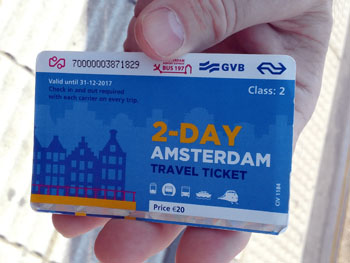 70000003871829
BUS 197
GVB
Valid until 31-12-2017
Check in and out required
with each carrier on every trip.
Class: 2
2-DAY
AMSTERDAM
TRAVEL TICKET
Price €20